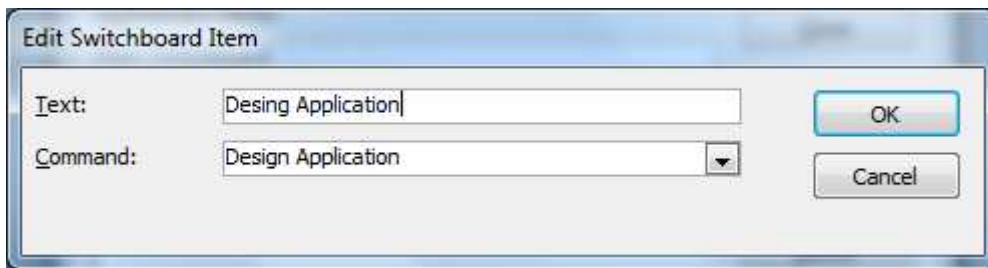 Edit Switchboard Item
Text: Desing Application OK
Command: Design Application Cancel